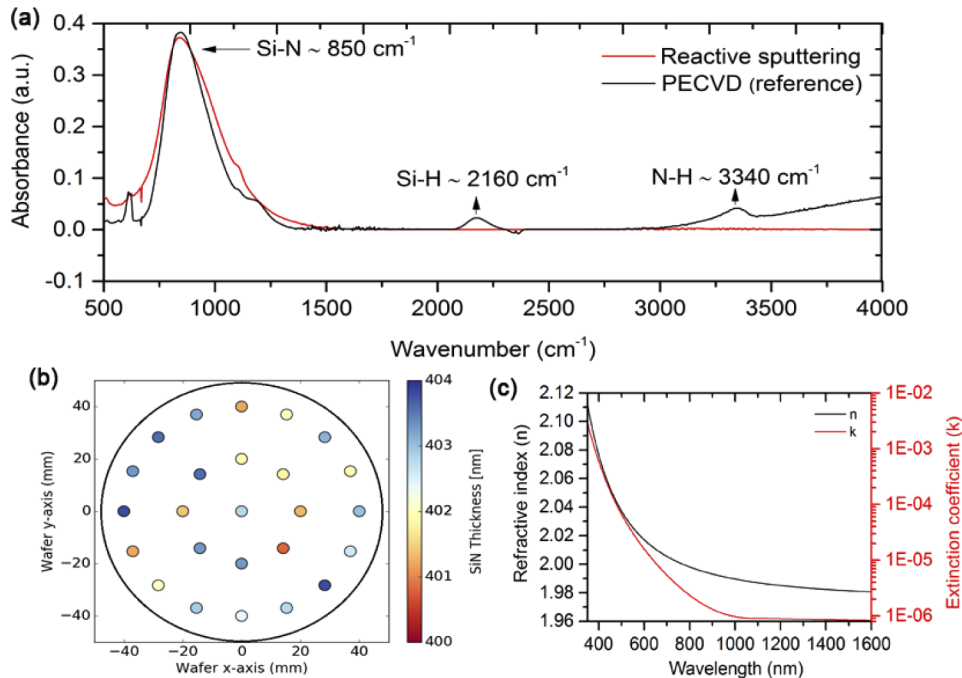 (a)
0.4
0.3
0.2
0.1
0.0
-0.1
Absorbance (a.u.)
Si-N ~ 850 cm-1
Reactive sputtering
PECVD (reference)
Si-H ~ 2160 cm-1
N-H ~ 3340 cm-1
500 1000 1500 2000 2500 3000 3500 4000
Wavenumber (cm-1)
(b)
40
20
0
−20
−40
Wafer y-axis (mm)
−40 −20 0 20 40
Wafer x-axis (mm)
404
403
402
401
400
SiN Thickness [nm]
(c)
2.12
2.10
2.08
2.06
2.04
2.02
2.00
1.98
1.96
Refractive index (n)
n
k
1E-02
1E-03
1E-04
1E-05
1E-06
Extinction coefficient (k)
400 600 800 1000 1200 1400 1600
Wavelength (nm)